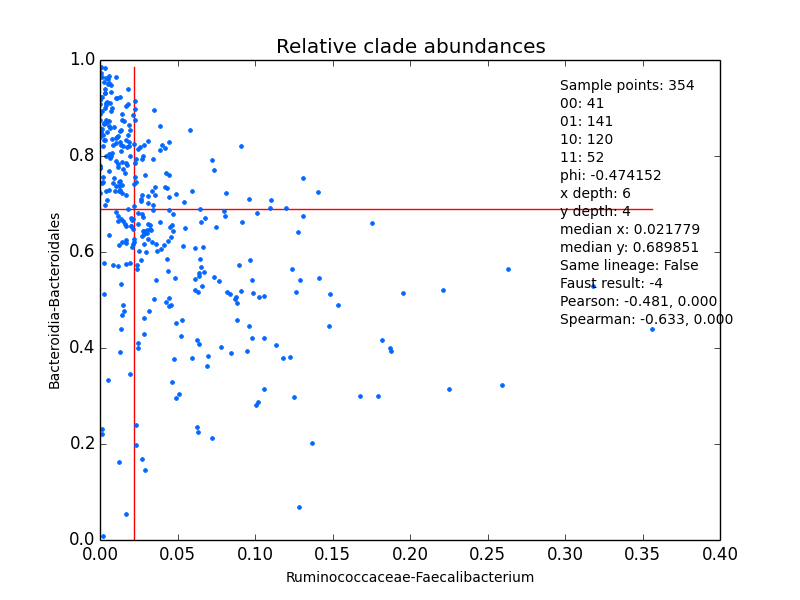 Relative clade abundances
1.0
0.8
0.6
0.4
0.2
0.0
Bacteroidia-Bacteroidales
Sample points: 354
00: 41
01: 141
10: 120
11: 52
phi: -0.474152
x depth: 6
y depth: 4
median x: 0.021779
median y: 0.689851
Same lineage: False
Faust result: -4
Pearson: -0.481, 0.000
Spearman: -0.633, 0.000
0.00 0.05 0.10 0.15 0.20 0.25 0.30 0.35 0.40
Ruminococcaceae-Faecalibacterium